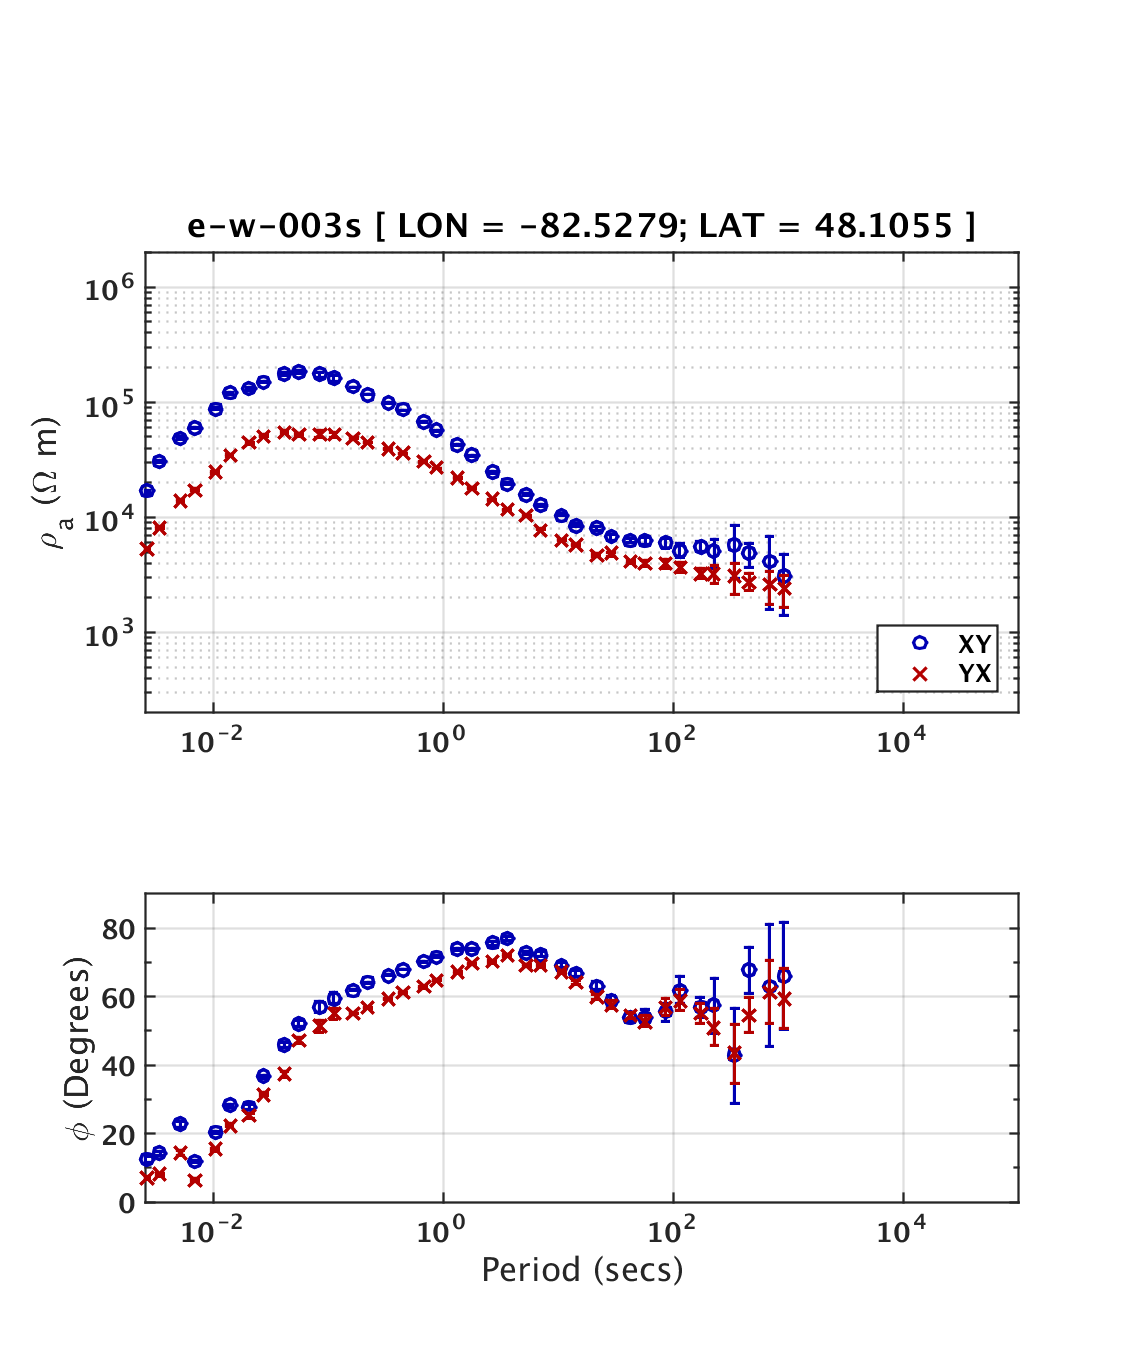 e-w-003s [ LON = -82.5279; LAT = 48.1055 ]
10^6
10^5
10^4
10^3
ρ_a (Ω m)
XY
YX
10^-2 10^0 10^2 10^4
80
60
40
20
0
ϕ (Degrees)
10^-2 10^0 10^2 10^4
Period (secs)